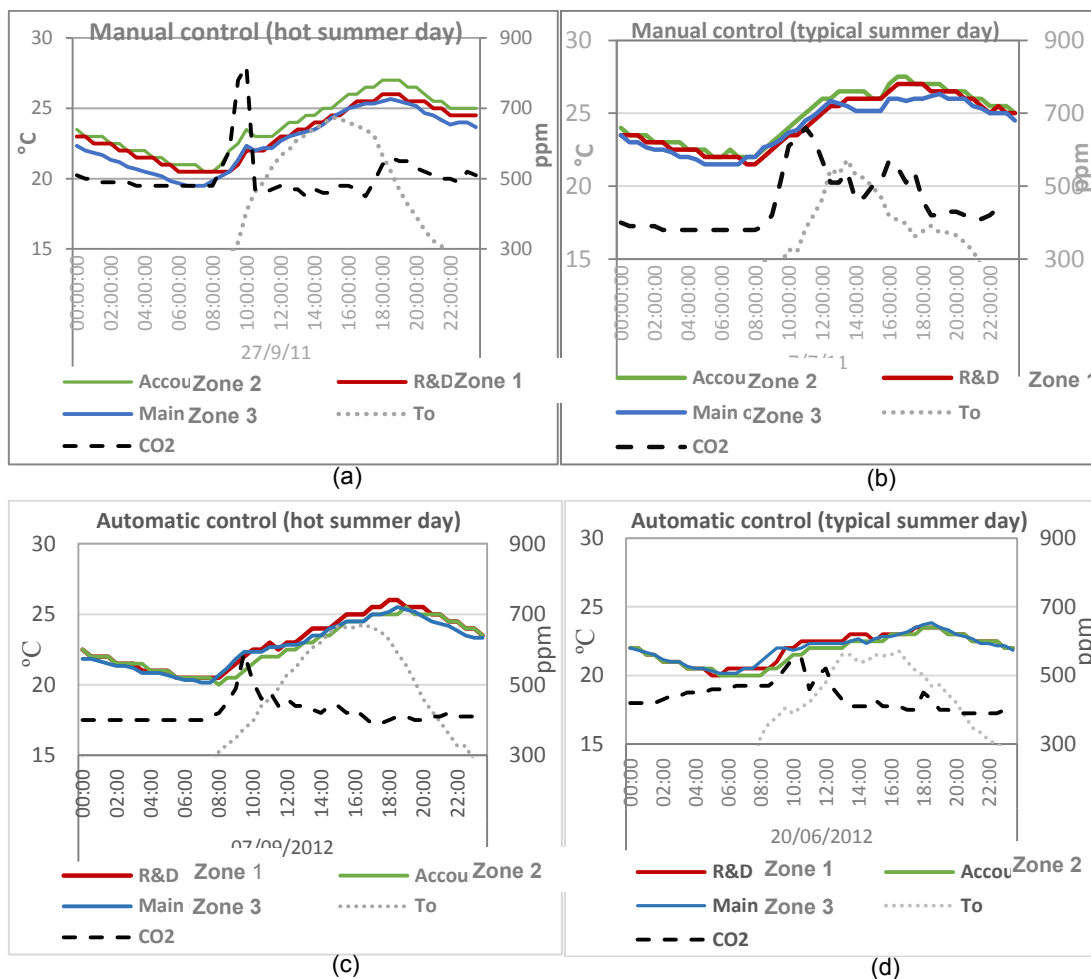 Manual control (hot summer day)
30
25
20
15
°C
900
700
500
300
ppm
00:00:00
02:00:00
04:00:00
06:00:00
08:00:00
10:00:00
12:00:00
14:00:00
16:00:00
18:00:00
20:00:00
22:00:00
27/9/11
Accou Zone 2
R&D Zone 1
Main Zone 3
To
CO2
(a)
Manual control (typical summer day)
30
25
20
15
°C
900
700
500
300
ppm
00:00:00
02:00:00
04:00:00
06:00:00
08:00:00
10:00:00
12:00:00
14:00:00
16:00:00
18:00:00
20:00:00
22:00:00
7/7/11
Accou Zone 2
R&D Zone 1
Main Zone 3
To
CO2
(b)
Automatic control (hot summer day)
30
25
20
15
°C
900
700
500
300
ppm
00:00
02:00
04:00
06:00
08:00
10:00
12:00
14:00
16:00
18:00
20:00
22:00
07/09/2012
R&D Zone 1
Accou Zone 2
Main Zone 3
To
CO2
(c)
Automatic control (typical summer day)
30
25
20
15
°C
900
700
500
300
ppm
00:00
02:00
04:00
06:00
08:00
10:00
12:00
14:00
16:00
18:00
20:00
22:00
20/06/2012
R&D Zone 1
Accou Zone 2
Main Zone 3
To
CO2
(d)